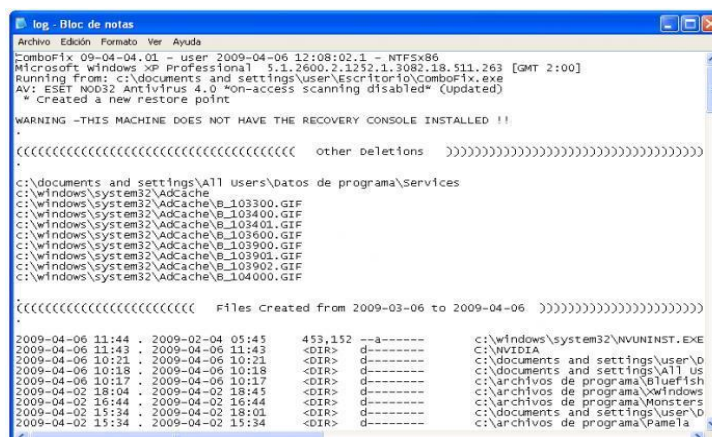 log - Bloc de notas
Archivo Edición Formato Ver Ayuda
ComboFix 09-04-04.01 - user 2009-04-06 12:08:02.1 - NTFSx86
Microsoft Windows XP Professional 5.1.2600.2.1252.1.3082.18.511.263 [GMT 2:00]
Running from: c:\documents and settings\user\Escritorio\ComboFix.exe
AV: ESET NOD32 Antivirus 4.0 *On-access scanning disabled* (Updated)
* Created a new restore point
WARNING -THIS MACHINE DOES NOT HAVE THE RECOVERY CONSOLE INSTALLED !!
.
((((((((((((((((((((((((((((((((((((((( Other Deletions ))))))))))))))))))))))))))))))))))))
.
c:\documents and settings\All Users\Datos de programa\Services
c:\windows\system32\AdCache
c:\windows\system32\AdCache\B_103300.GIF
c:\windows\system32\AdCache\B_103400.GIF
c:\windows\system32\AdCache\B_103401.GIF
c:\windows\system32\AdCache\B_103600.GIF
c:\windows\system32\AdCache\B_103900.GIF
c:\windows\system32\AdCache\B_103901.GIF
c:\windows\system32\AdCache\B_103902.GIF
c:\windows\system32\AdCache\B_104000.GIF
.
((((((((((((((((((((((((( Files Created from 2009-03-06 to 2009-04-06 )))))))))))))))))))))))
.
2009-04-06 11:44 . 2009-02-04 05:45 453,152 --a------- c:\windows\system32\NVUNINST.EXE
2009-04-06 11:43 . 2009-04-06 11:43 <DIR> d-------- C:\NVIDIA
2009-04-06 10:21 . 2009-04-06 10:21 <DIR> d-------- c:\documents and settings\user\D
2009-04-06 10:18 . 2009-04-06 10:18 <DIR> d-------- c:\documents and settings\All Us
2009-04-06 10:17 . 2009-04-06 10:17 <DIR> d-------- c:\archivos de programa\Bluefish
2009-04-02 18:04 . 2009-04-02 18:45 <DIR> d-------- c:\archivos de programa\XWindows
2009-04-02 16:44 . 2009-04-02 16:44 <DIR> d-------- c:\archivos de programa\Monsters
2009-04-02 15:34 . 2009-04-02 18:01 <DIR> d-------- c:\documents and settings\user\D
2009-04-02 15:34 . 2009-04-02 15:34 <DIR> d-------- c:\archivos de programa\Pamela